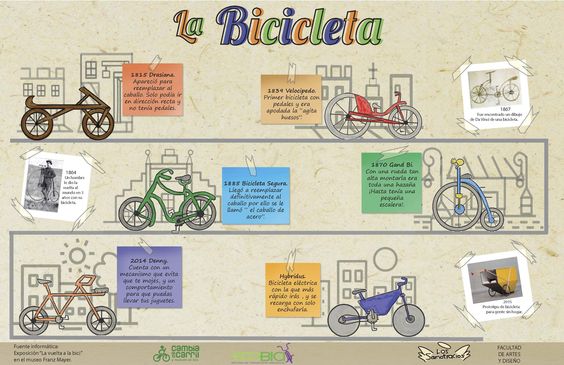 La Bicicleta
1815 Draisiana.
Apareció para
reemplazar al
caballo. Solo podía ir
en dirección recta y
no tenía pedales.
1839 Velocípedo.
Primer bicicleta con
pedales y era
apodada la "agita
huesos".
1867
Fue encontrado un dibujo
de Da Vinci de una bicicleta.
1884
Un hombre
le dio la
vuelta al
mundo en 3
años con su
bicicleta.
1885 Bicicleta Segura.
Llegó a reemplazar
definitivamente al
caballo por ello se le
llamó " el caballo de
acero".
1870 Gand Bi.
Con una rueda tan
alta montarla era
toda una hazaña
¡Hasta tenía una
pequeña
escalera!.
2014 Denny.
Cuenta con un
mecanismo que evita
que te mojes, y un
compartimento
para que puedas
llevar tus juguetes.
Hybridus.
Bicicleta eléctrica
con la que más
rápido irás , y se
recarga con solo
enchufarla.
2015
Prototipo de bicicleta
para gente sin hogar.
Fuente informática:
Exposición "La vuelta a la bici"
en el museo Franz Mayer.
cambia de carril
ECOBICI
Los Sanatracios
FACULTAD
DE ARTES
Y DISEÑO